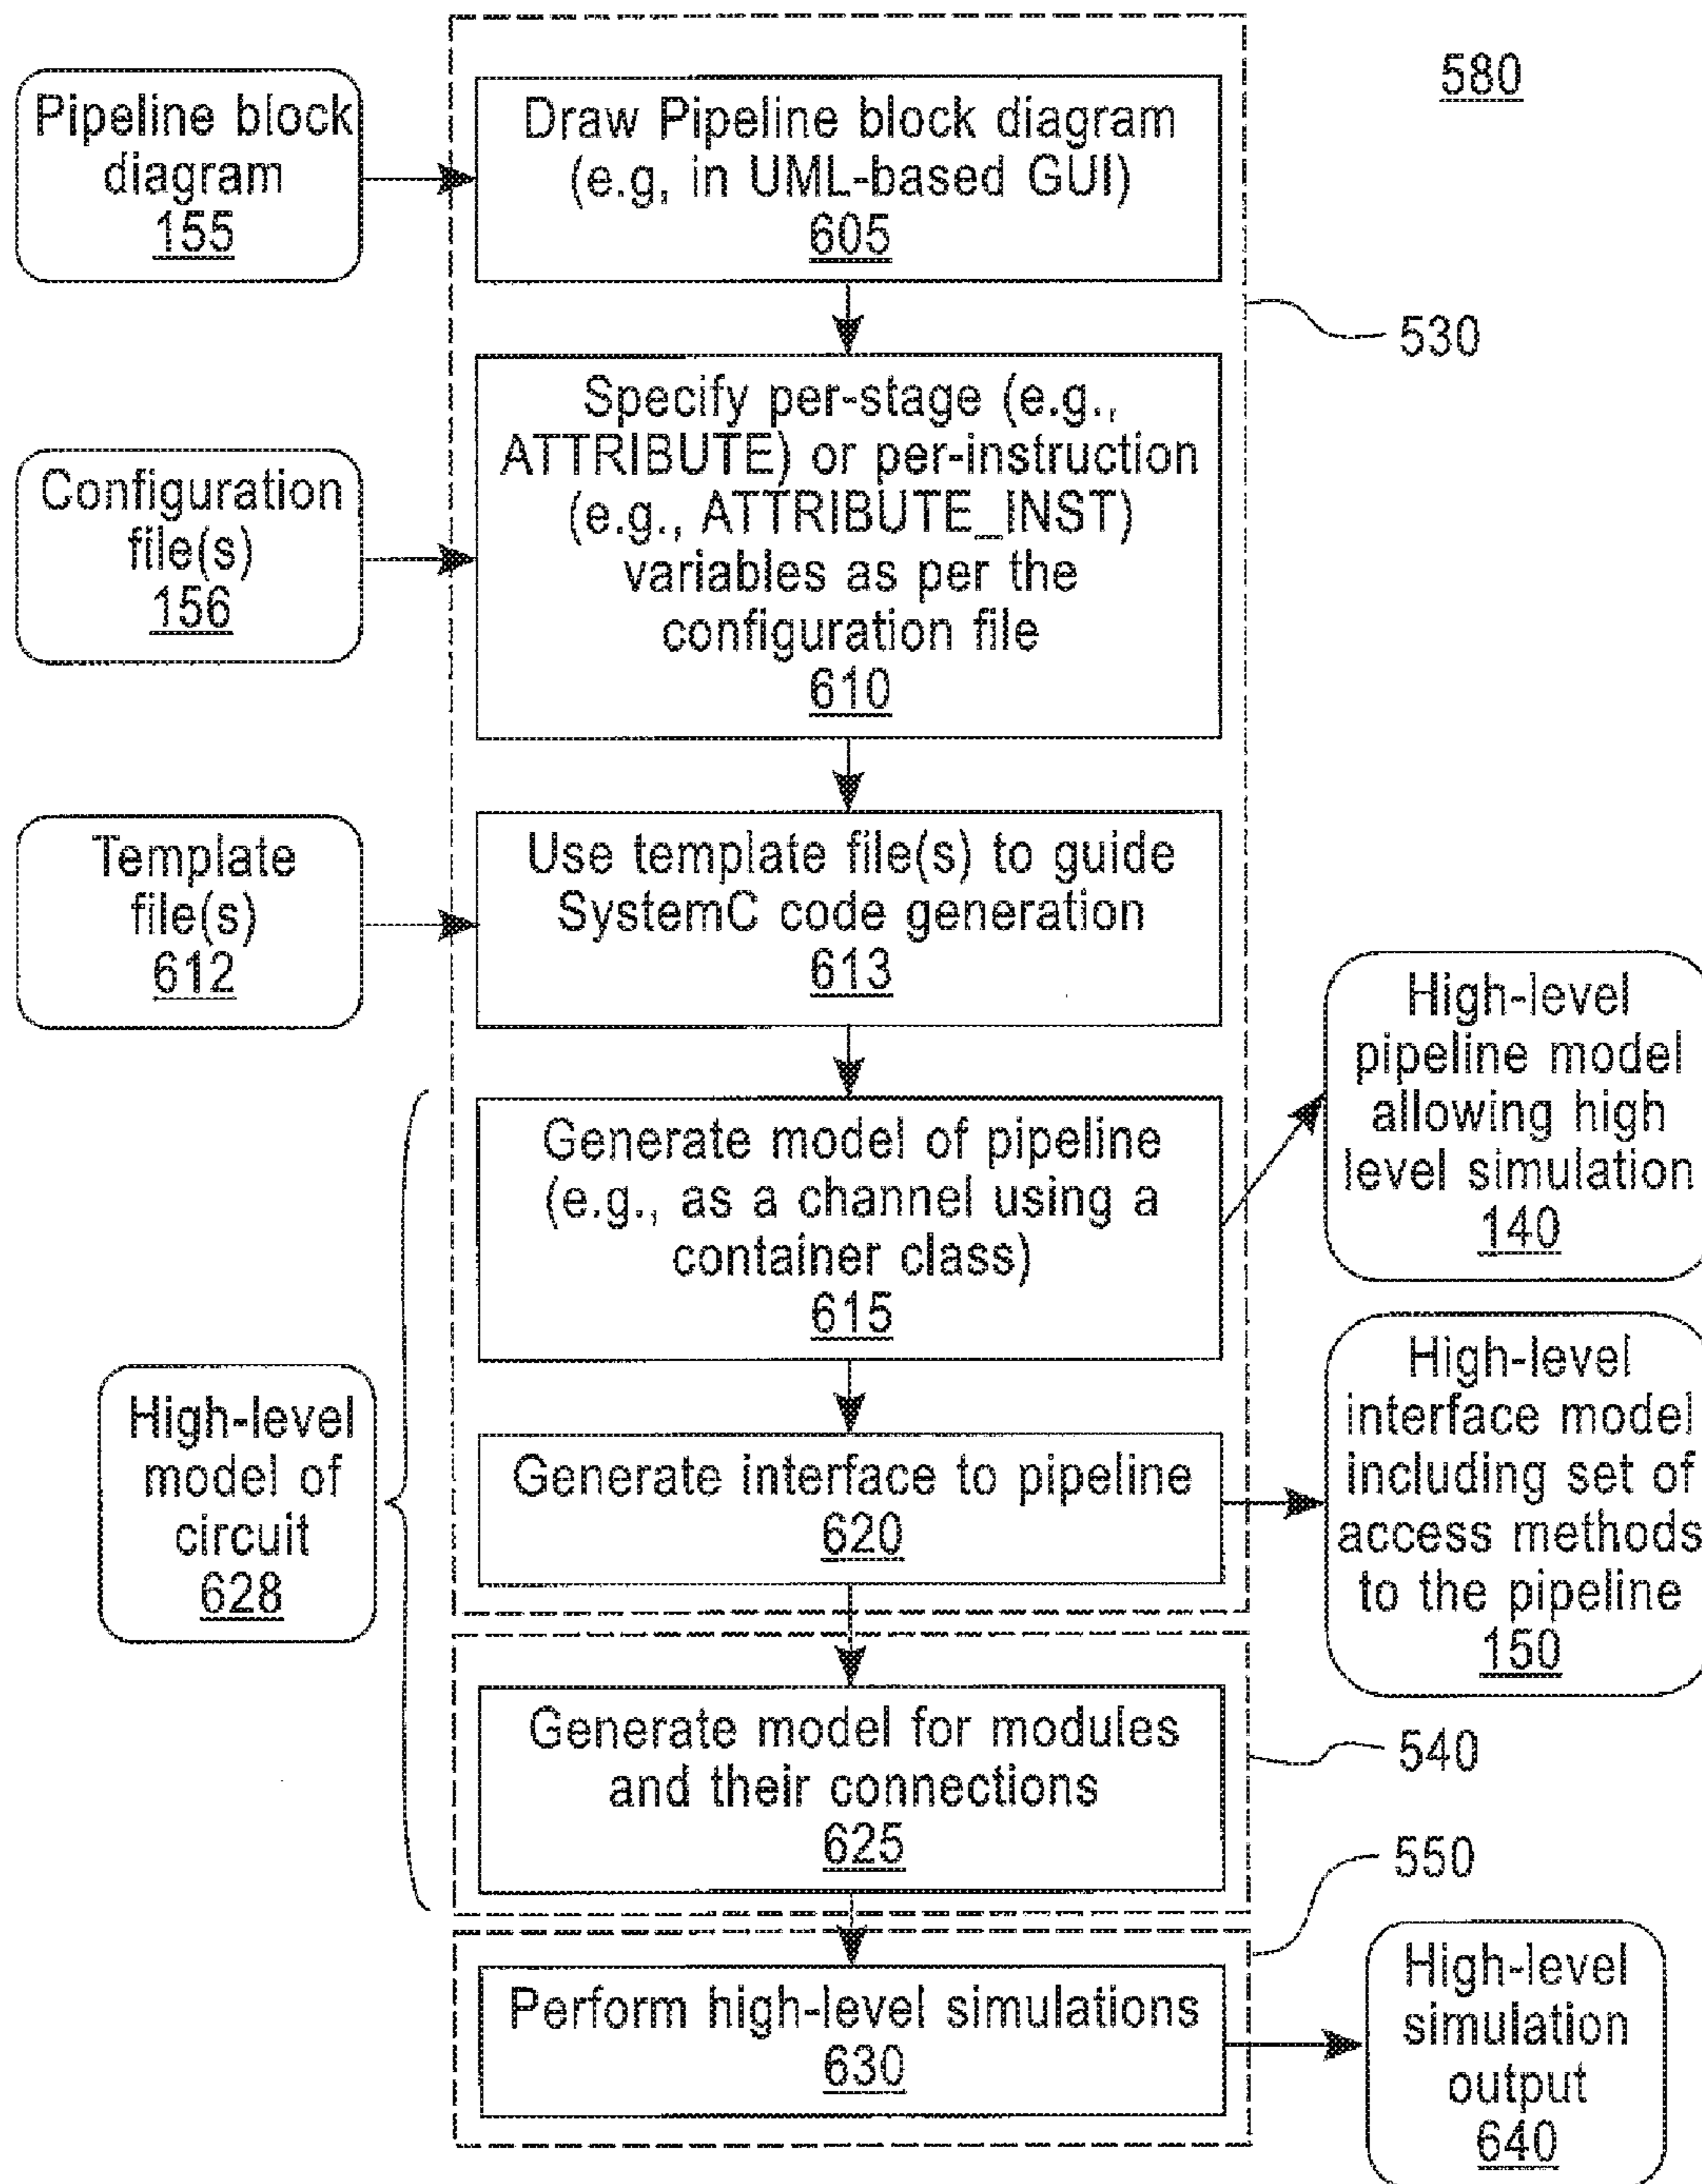 580
Pipeline block
diagram
155
Draw Pipeline block diagram
(e.g, in UML-based GUI)
605
530
Configuration
file(s)
156
Specify per-stage (e.g.,
ATTRIBUTE) or per-instruction
(e.g., ATTRIBUTE_INST)
variables as per the
configuration file
610
Template
file(s)
612
Use template file(s) to guide
SystemC code generation
613
Generate model of pipeline
(e.g., as a channel using a
container class)
615
High-level
pipeline model
allowing high
level simulation
140
High-level
model of
circuit
628
Generate interface to pipeline
620
High-level
interface model
including set of
access methods
to the pipeline
150
Generate model for modules
and their connections
625
540
550
Perform high-level simulations
630
High-level
simulation
output
640